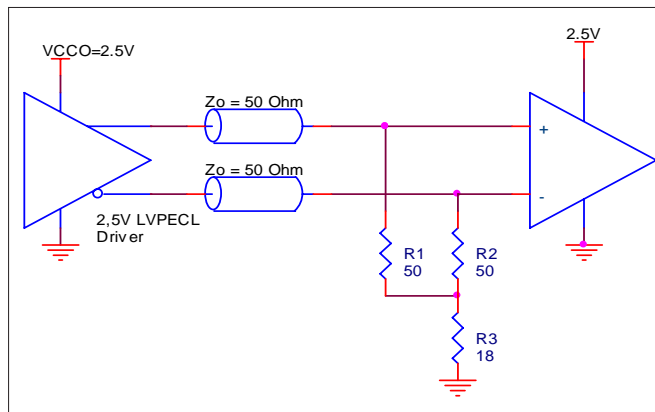 VCCO=2.5V
2.5V
Zo = 50 Ohm
+
Zo = 50 Ohm
-
2,5V LVPECL
Driver
R1
50
R2
50
R3
18